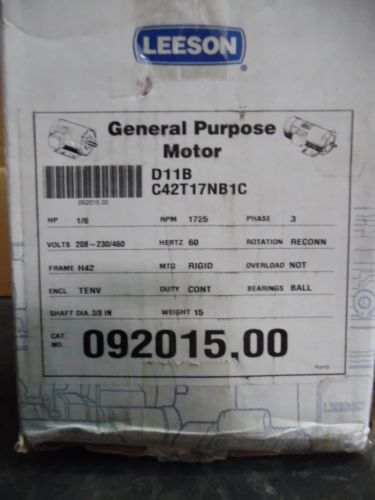 LEESON
General Purpose
Motor
D11B
C42T17NB1C
092015.00
HP 1/6 RPM 1725 PHASE 3
VOLTS 208-230/460 HERTZ 60 ROTATION REConN
FRAME H42 MTG RIGID OVERLOAD NOT
ENCL TENV DUTY CONT BEARINGS BALL
SHAFT DIA. 3/8 IN WEIGHT 15
CAT. NO. 092015.00
LEESON